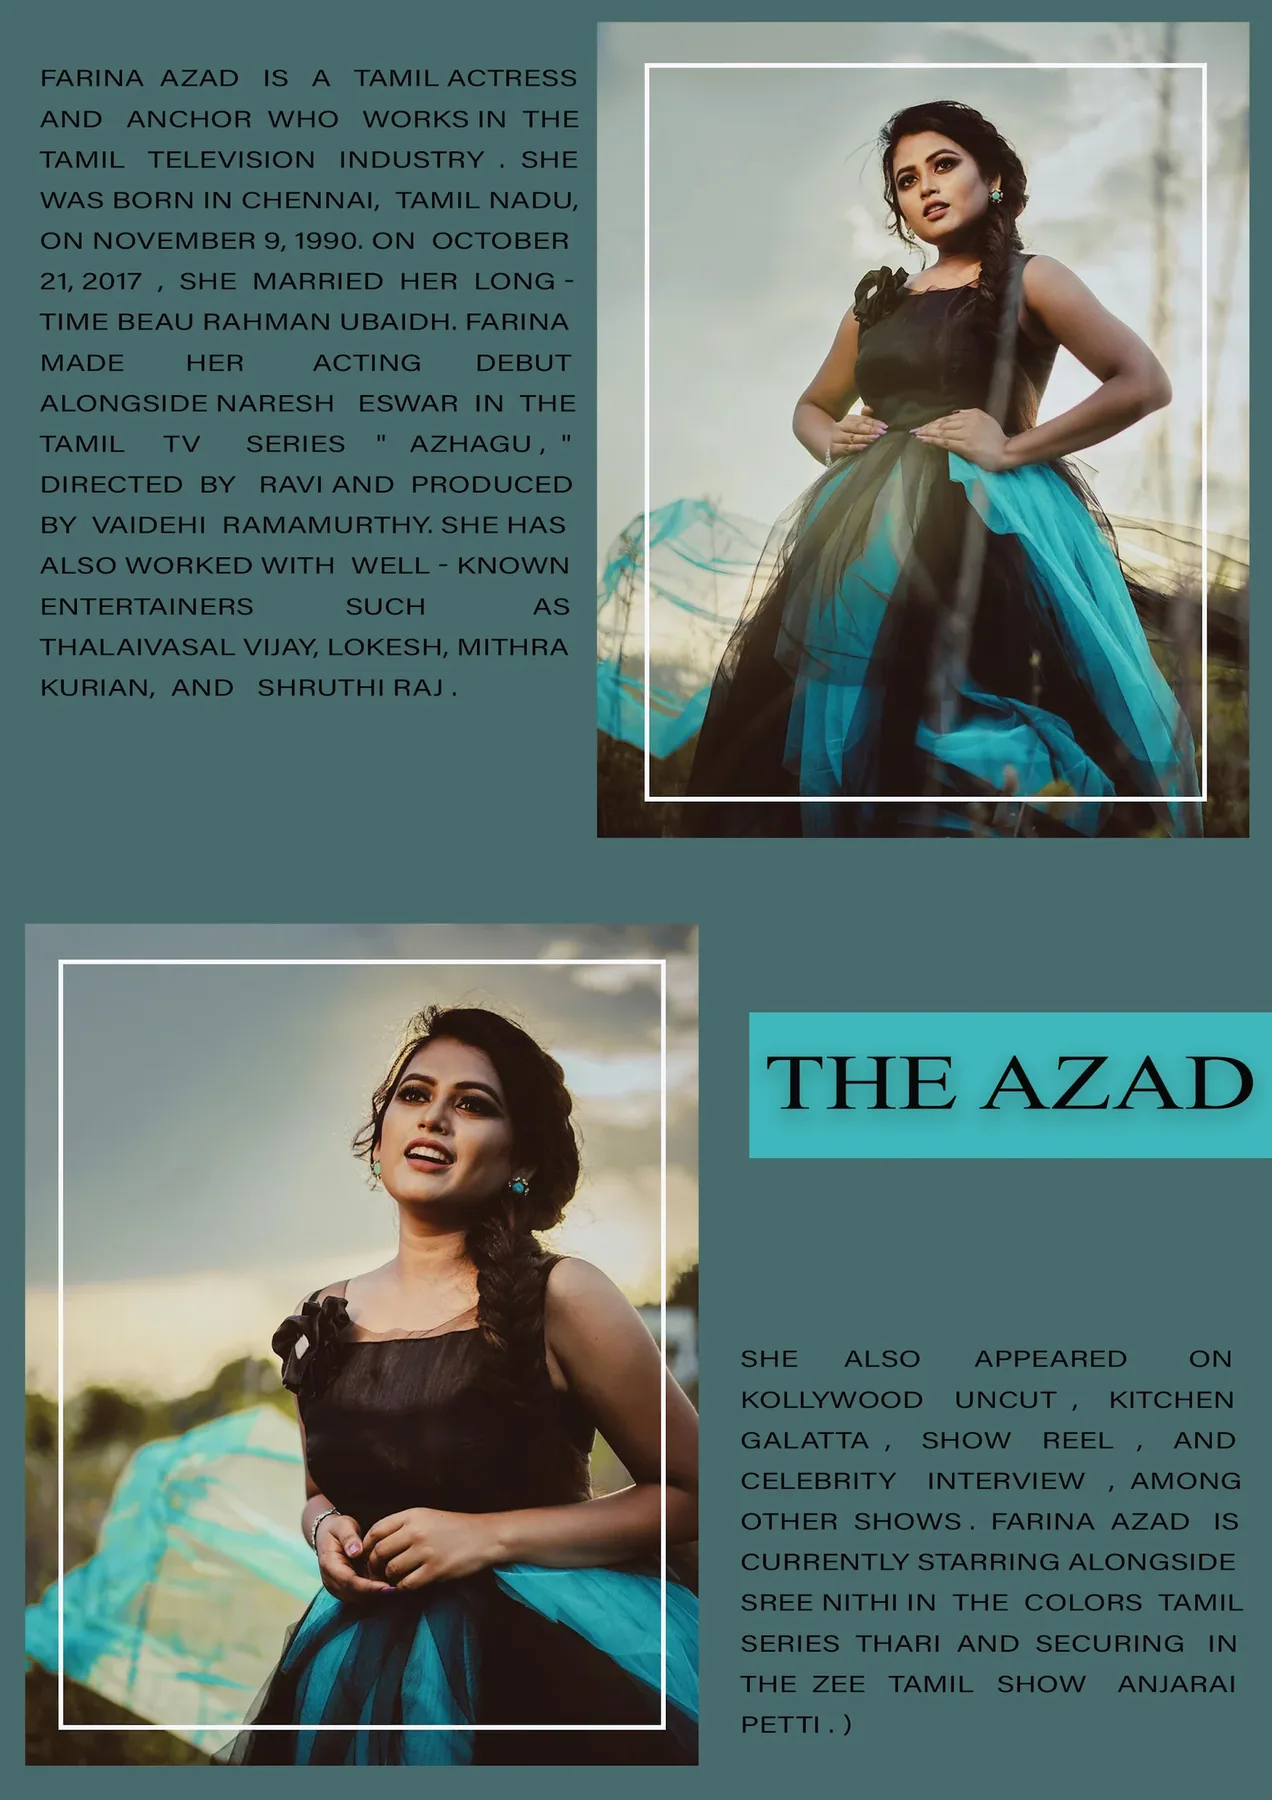 FARINA AZAD IS A TAMIL ACTRESS
AND ANCHOR WHO WORKS IN THE
TAMIL TELEVISION INDUSTRY . SHE
WAS BORN IN CHENNAI, TAMIL NADU,
ON NOVEMBER 9, 1990. ON OCTOBER
21, 2017 , SHE MARRIED HER LONG -
TIME BEAU RAHMAN UBAIDH. FARINA
MADE HER ACTING DEBUT
ALONGSIDE NARESH ESWAR IN THE
TAMIL TV SERIES " AZHAGU , "
DIRECTED BY RAVI AND PRODUCED
BY VAIDEHI RAMAMURTHY. SHE HAS
ALSO WORKED WITH WELL - KNOWN
ENTERTAINERS SUCH AS
THALAIVASAL VIJAY, LOKESH, MITHRA
KURIAN, AND SHRUTHI RAJ .
THE AZAD
SHE ALSO APPEARED ON
KOLLYWOOD UNCUT , KITCHEN
GALATTA , SHOW REEL , AND
CELEBRITY INTERVIEW , AMONG
OTHER SHOWS . FARINA AZAD IS
CURRENTLY STARRING ALONGSIDE
SREE NITHI IN THE COLORS TAMIL
SERIES THARI AND SECURING IN
THE ZEE TAMIL SHOW ANJARAI
PETTI . )